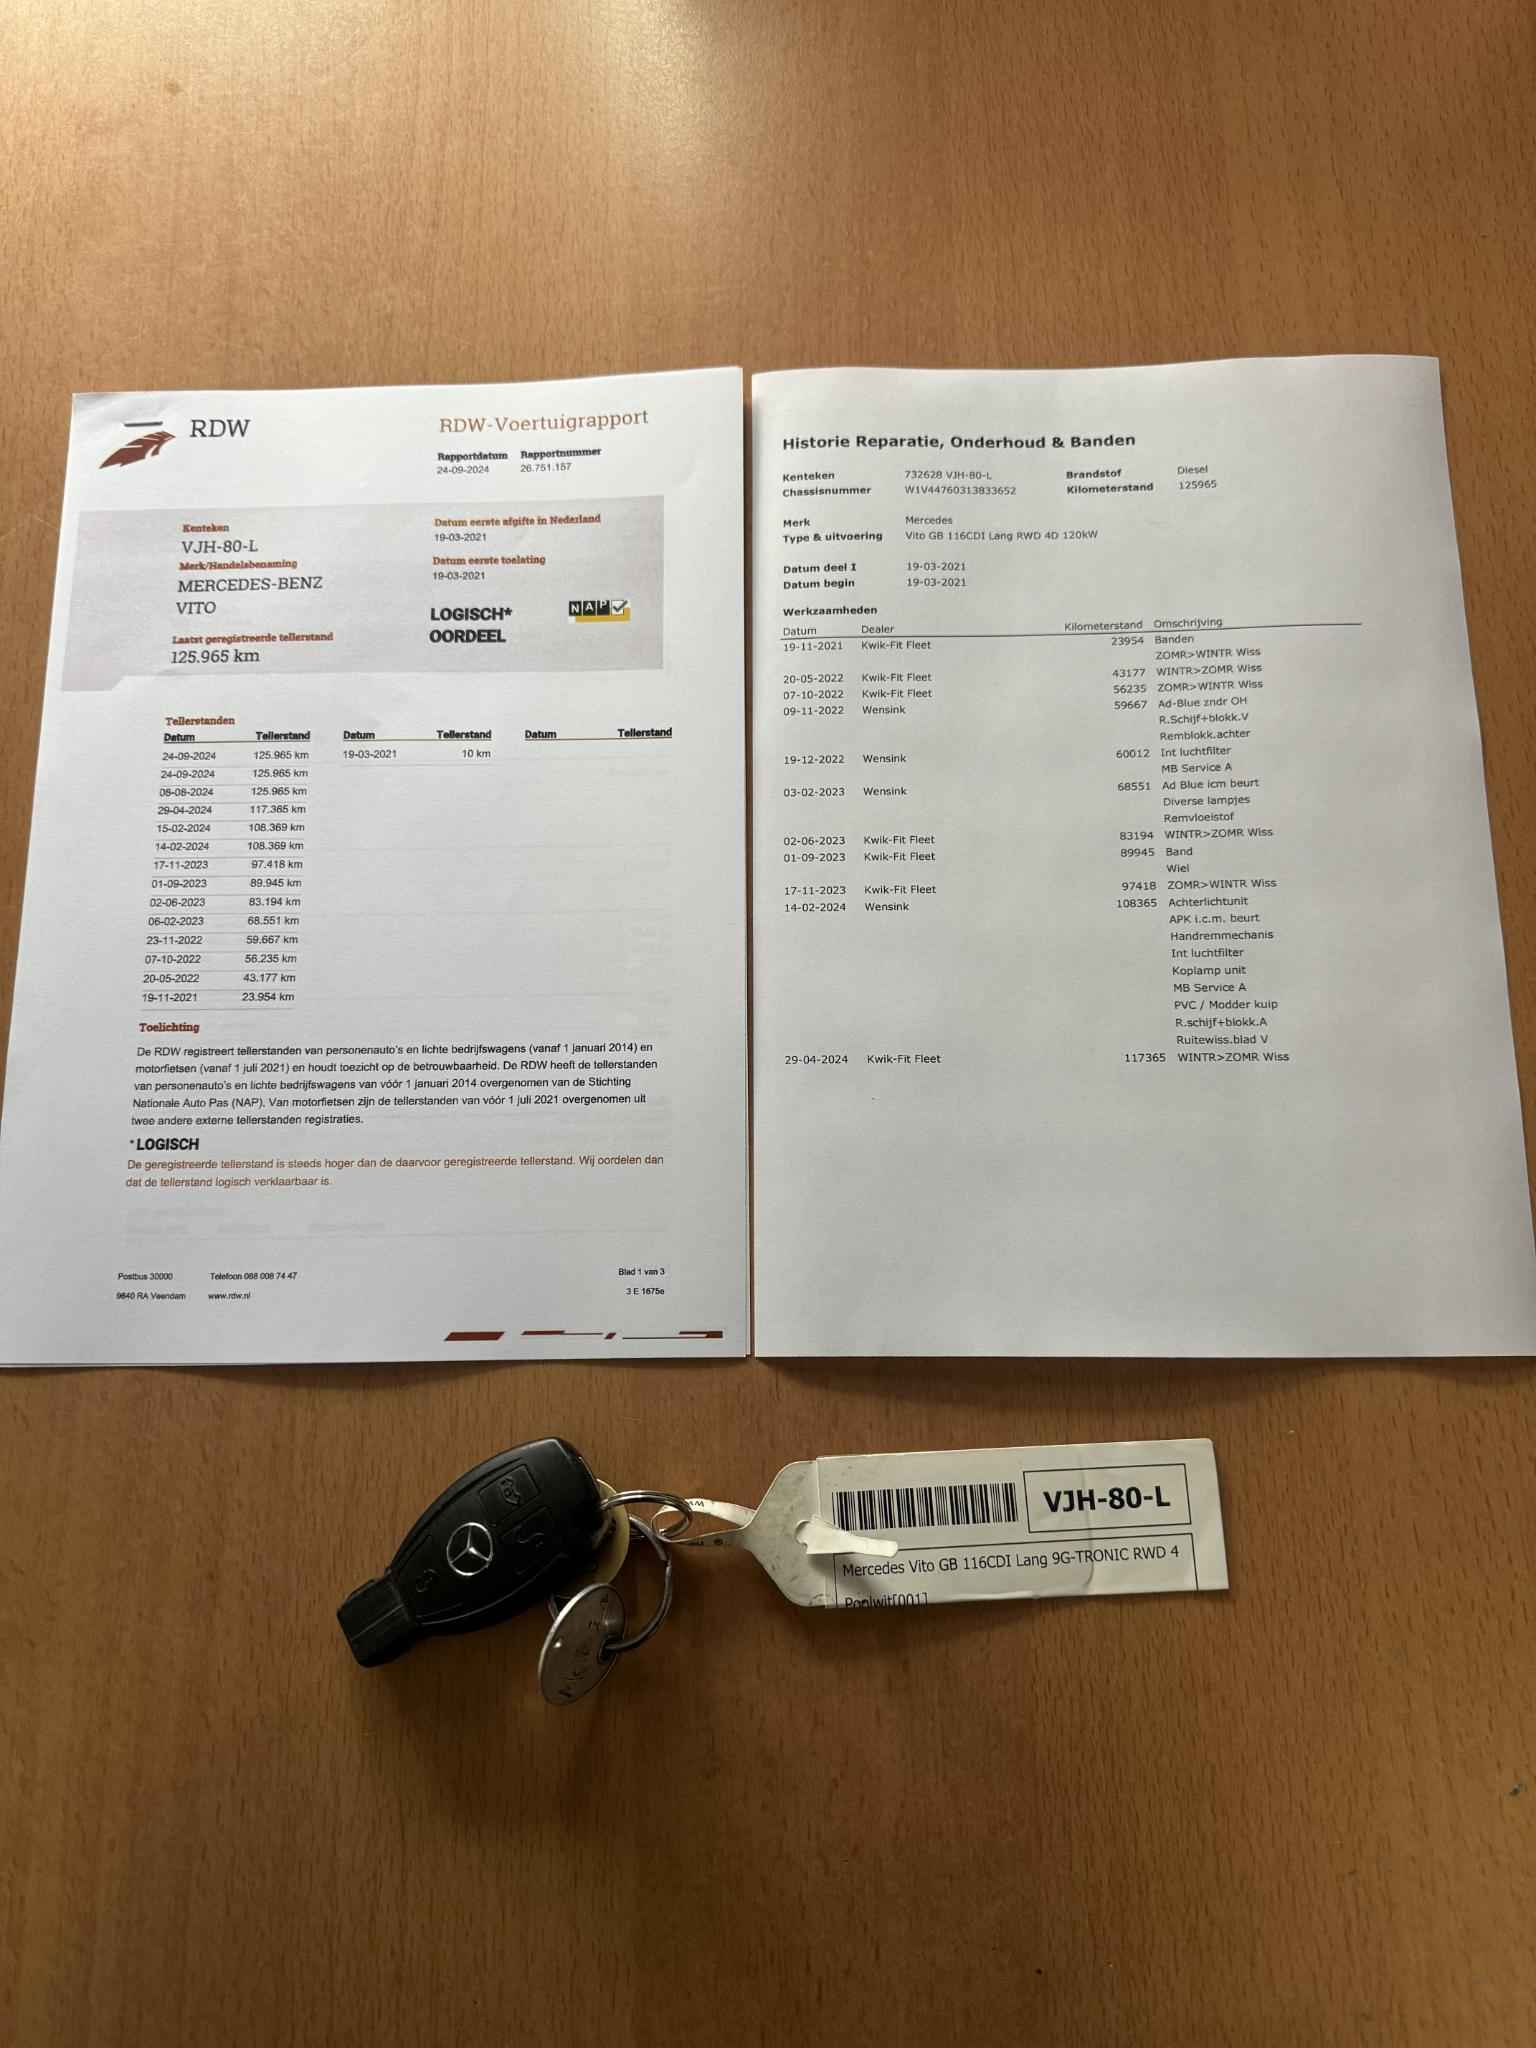 RDW
RDW-Voertuigrapport
Rapportdatum Rapportnummer
24-09-2024 26.751.157
Kenteken
VJH-80-L
Merk/Handelsbenaming
MERCEDES-BENZ
VITO
Laatst geregistreerde tellerstand
125.965 km
Datum eerste afgifte in Nederland
19-03-2021
Datum eerste toelating
19-03-2021
LOGISCH*
OORDEEL
NAP
Tellerstanden
Datum Tellerstand Datum Tellerstand Datum Tellerstand
24-09-2024 125.965 km 19-03-2021 10 km
24-09-2024 125.965 km
08-08-2024 125.965 km
29-04-2024 117.365 km
15-02-2024 108.369 km
14-02-2024 108.369 km
17-11-2023 97.418 km
01-09-2023 89.945 km
02-06-2023 83.194 km
06-02-2023 68.551 km
23-11-2022 59.667 km
07-10-2022 56.235 km
20-05-2022 43.177 km
19-11-2021 23.954 km
Toelichting
De RDW registreert tellerstanden van personenauto's en lichte bedrijfswagens (vanaf 1 januari 2014) en
motorfietsen (vanaf 1 juli 2021) en houdt toezicht op de betrouwbaarheid. De RDW heeft de tellerstanden
van personenauto's en lichte bedrijfswagens van vóór 1 januari 2014 overgenomen van de Stichting
Nationale Auto Pas (NAP). Van motorfietsen zijn de tellerstanden van vóór 1 juli 2021 overgenomen uit
twee andere externe tellerstanden registraties.
*LOGISCH
De geregistreerde tellerstand is steeds hoger dan de daarvoor geregistreerde tellerstand. Wij oordelen dan
dat de tellerstand logisch verklaarbaar is.
Postbus 30000 Telefoon 088 008 74 47 Blad 1 van 3
9640 RA Veendam www.rdw.nl 3 E 1675e
Historie Reparatie, Onderhoud & Banden
Kenteken 732628 VJH-80-L Brandstof Diesel
Chassisnummer W1V44760313833652 Kilometerstand 125965
Merk Mercedes
Type & uitvoering Vito GB 116CDI Lang RWD 4D 120kW
Datum deel I 19-03-2021
Datum begin 19-03-2021
Werkzaamheden
Datum Dealer Kilometerstand Omschrijving
19-11-2021 Kwik-Fit Fleet 23954 Banden
ZOMR>WINTR Wiss
20-05-2022 Kwik-Fit Fleet 43177 WINTR>ZOMR Wiss
07-10-2022 Kwik-Fit Fleet 56235 ZOMR>WINTR Wiss
09-11-2022 Wensink 59667 Ad-Blue zndr OH
R.Schijf+blokk.V
Remblokk.achter
19-12-2022 Wensink 60012 Int luchtfilter
MB Service A
03-02-2023 Wensink 68551 Ad Blue icm beurt
Diverse lampjes
Remvloeistof
02-06-2023 Kwik-Fit Fleet 83194 WINTR>ZOMR Wiss
01-09-2023 Kwik-Fit Fleet 89945 Band
Wiel
17-11-2023 Kwik-Fit Fleet 97418 ZOMR>WINTR Wiss
14-02-2024 Wensink 108365 Achterlichtunit
APK i.c.m. beurt
Handremmechanis
Int luchtfilter
Koplamp unit
MB Service A
PVC / Modder kuip
R.schijf+blokk.A
Ruitewiss.blad V
29-04-2024 Kwik-Fit Fleet 117365 WINTR>ZOMR Wiss
VJH-80-L
Mercedes Vito GB 116CDI Lang 9G-TRONIC RWD 4
Poolwit[001]